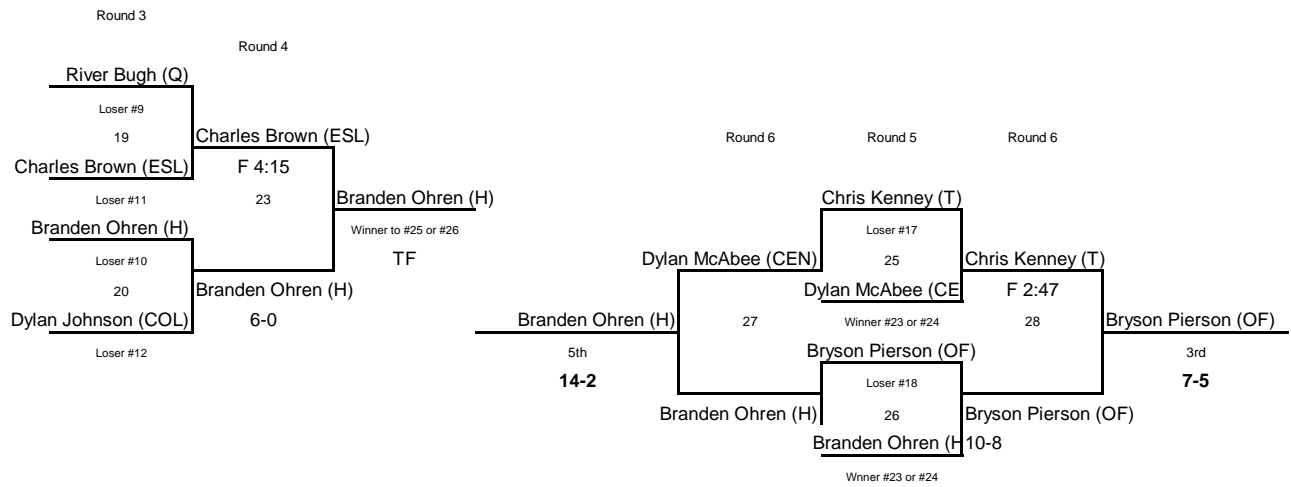 Round 3
Round 4
River Bugh (Q)
Loser #9
19
Charles Brown (ESL)
Charles Brown (ESL)
F 4:15
Loser #11
23
Branden Ohren (H)
Branden Ohren (H)
Winner to #25 or #26
Loser #10
TF
20
Branden Ohren (H)
Dylan Johnson (COL)
6-0
Loser #12
Round 6
Round 5
Round 6
Chris Kenney (T)
Loser #17
Dylan McAbee (CEN)
25
Chris Kenney (T)
Dylan McAbee (CE
F 2:47
Branden Ohren (H)
27
Winner #23 or #24
28
Bryson Pierson (OF)
5th
Bryson Pierson (OF)
3rd
14-2
Loser #18
7-5
Branden Ohren (H)
26
Bryson Pierson (OF)
Branden Ohren (H
10-8
Wnner #23 or #24